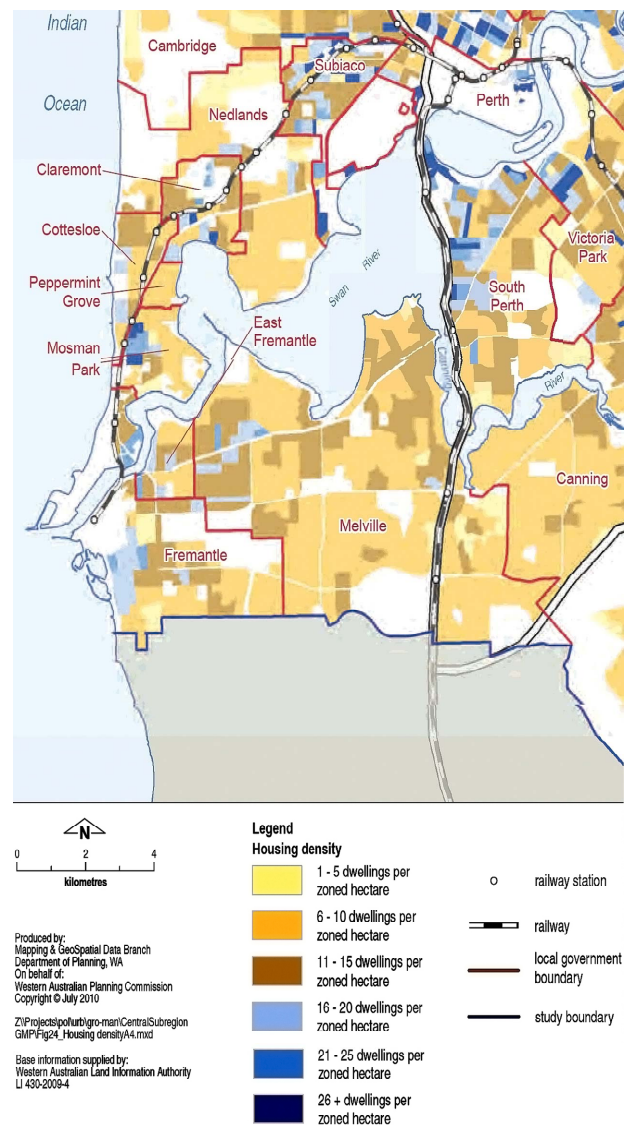 Indian
Ocean
Cambridge
Subiaco
Nedlands
Perth
Claremont
Cottesloe
Victoria
Park
Swan River
Peppermint
Grove
South
Perth
East
Fremantle
Mosman
Park
Canning
River
Canning
Melville
Fremantle
N
0 2 4
kilometres
Produced by:
Mapping & GeoSpatial Data Branch
Department of Planning, WA
On behalf of:
Western Australian Planning Commission
Copyright © July 2010
Z:\\Projects\pol\urb\gro-man\CentralSubregion
GMP\Fig24_Housing densityA4.mxd
Base information supplied by:
Western Australian Land Information Authority
LI 430-2009-4
Legend
Housing density
1 - 5 dwellings per
zoned hectare
6 - 10 dwellings per
zoned hectare
11 - 15 dwellings per
zoned hectare
16 - 20 dwellings per
zoned hectare
21 - 25 dwellings per
zoned hectare
26 + dwellings per
zoned hectare
railway station
railway
local government
boundary
study boundary